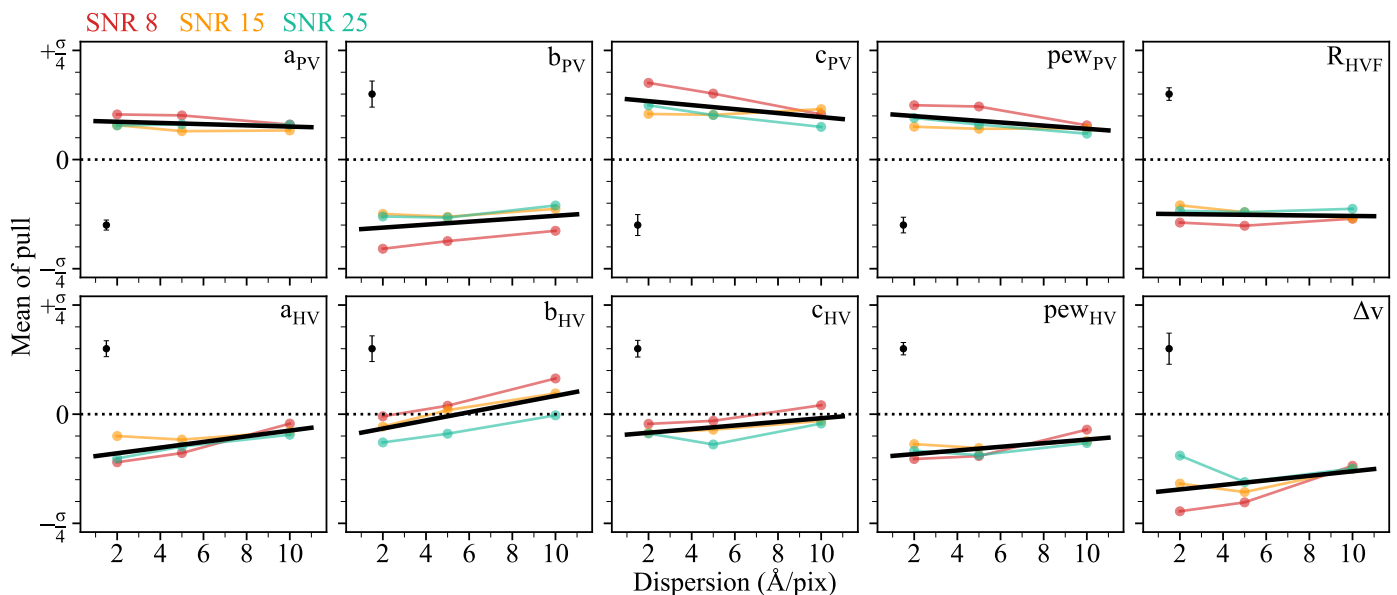 SNR 8 SNR 15 SNR 25
Mean of pull
+σ/4 a_PV b_PV c_PV pew_PV R_HVF
0
−σ/4
+σ/4 a_HV b_HV c_HV pew_HV Δv
0
−σ/4
2 4 6 8 10 2 4 6 8 10 2 4 6 8 10 2 4 6 8 10 2 4 6 8 10
Dispersion (Å/pix)